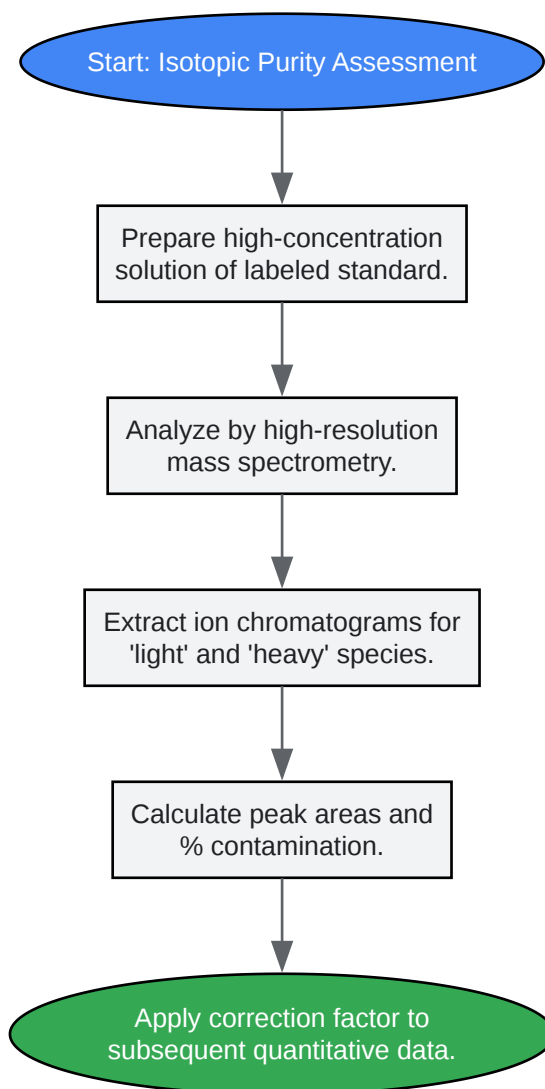 Start: Isotopic Purity Assessment
Prepare high-concentration
solution of labeled standard.
Analyze by high-resolution
mass spectrometry.
Extract ion chromatograms for
'light' and 'heavy' species.
Calculate peak areas and
% contamination.
Apply correction factor to
subsequent quantitative data.